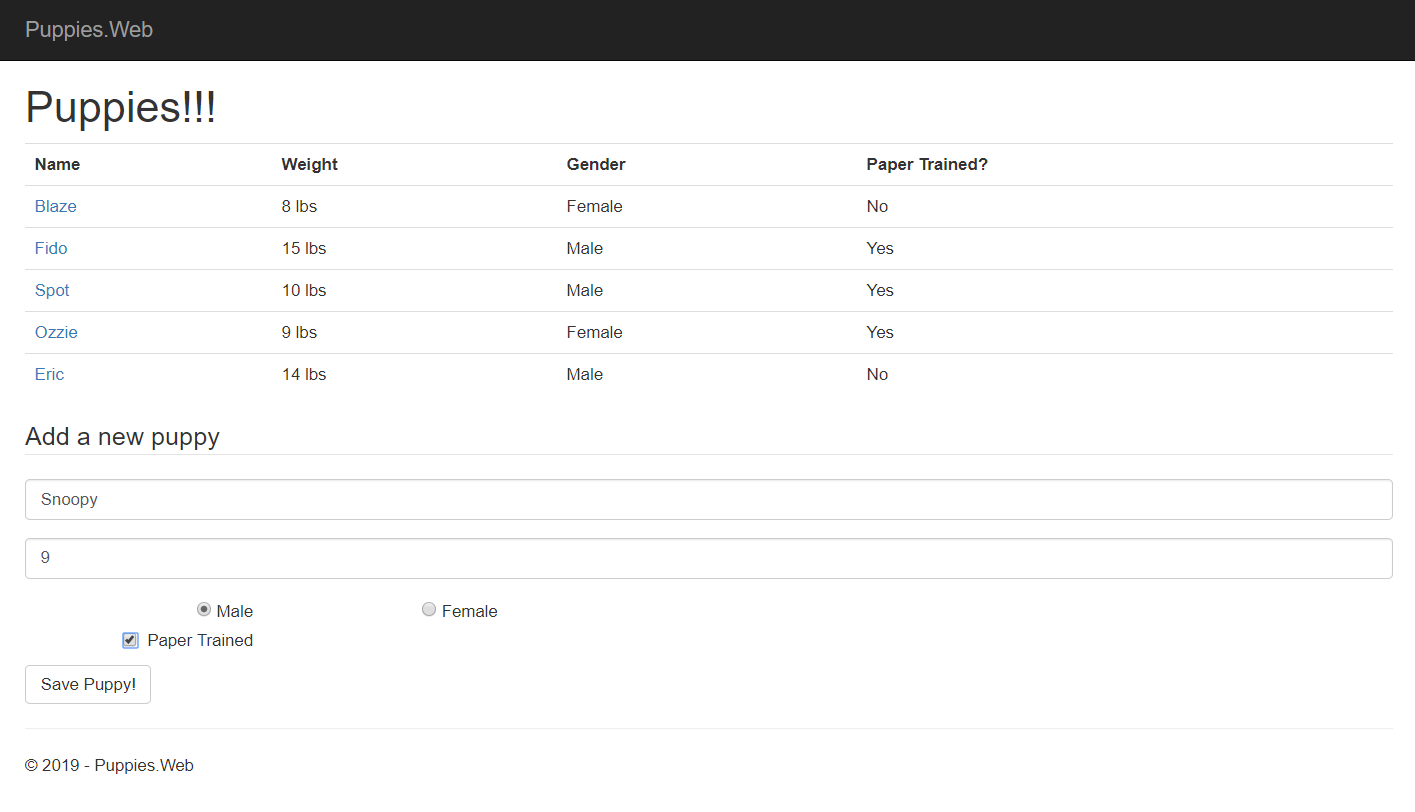 Puppies.Web
Puppies!!!
Name Weight Gender Paper Trained?
Blaze 8 lbs Female No
Fido 15 lbs Male Yes
Spot 10 lbs Male Yes
Ozzie 9 lbs Female Yes
Eric 14 lbs Male No
Add a new puppy
Snoopy
9
Male Female
Paper Trained
Save Puppy!
© 2019 - Puppies.Web